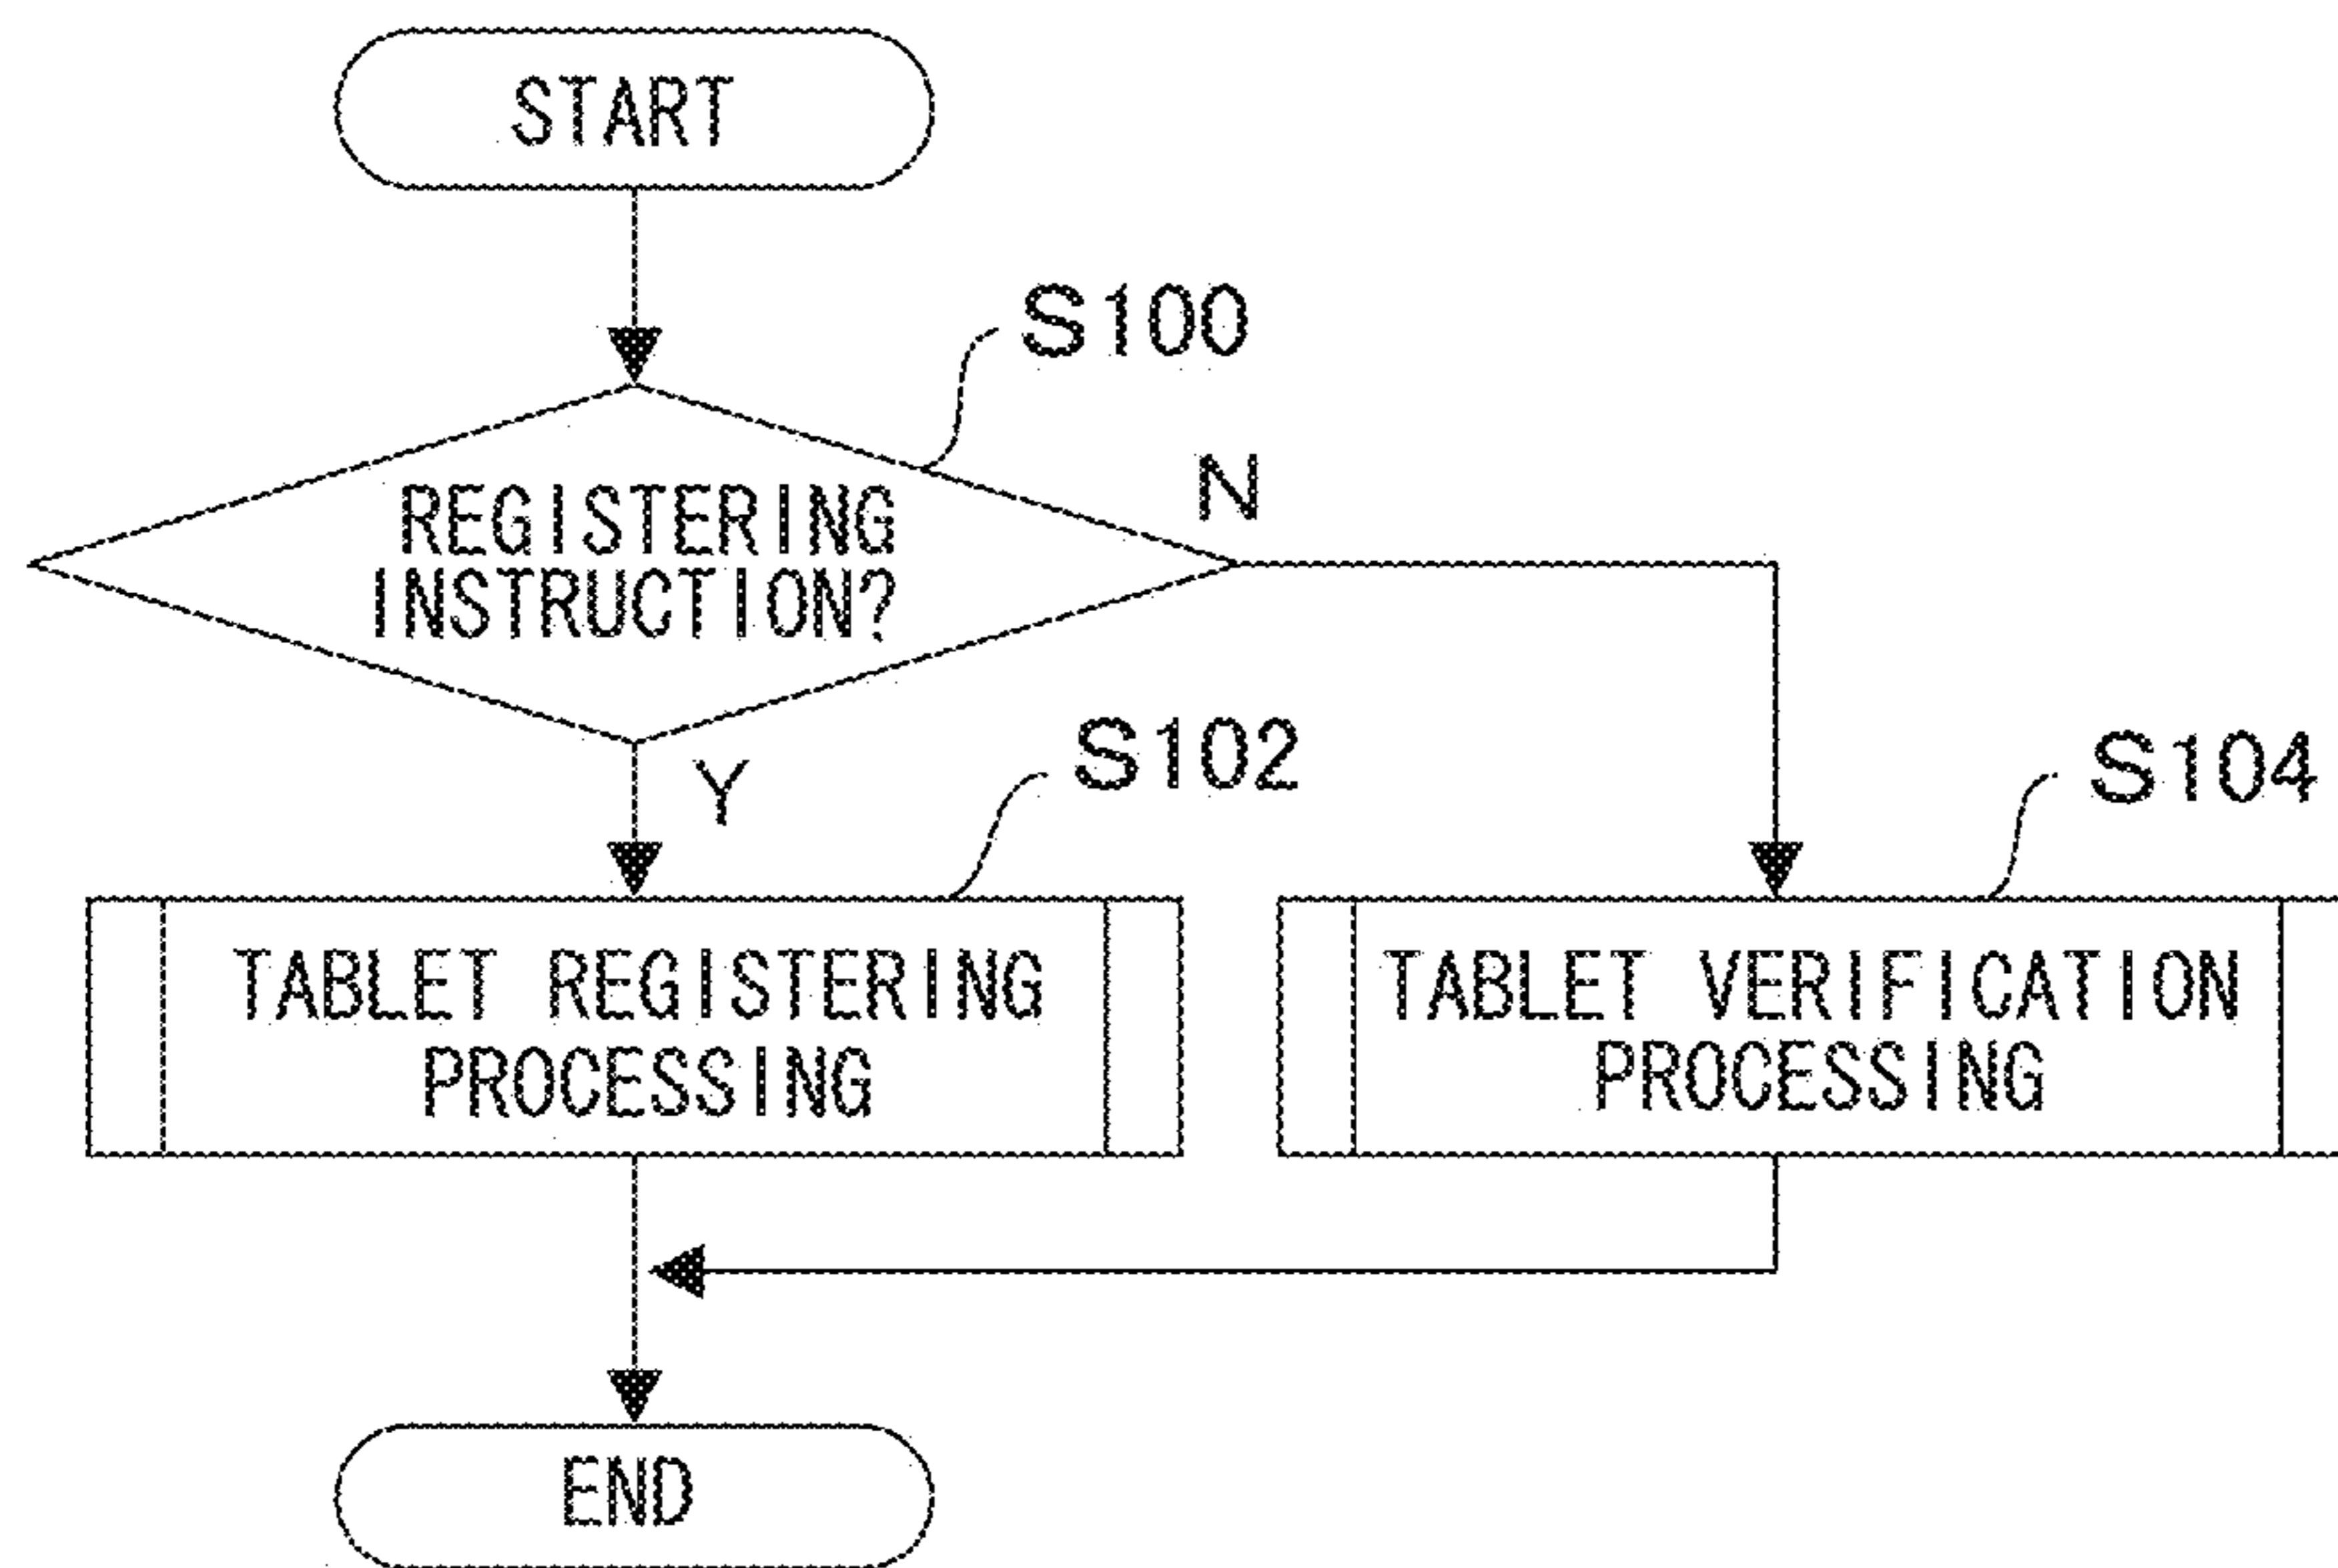 START
S100
N
REGISTERING
INSTRUCTION?
Y
S102
S104
TABLET REGISTERING
PROCESSING
TABLET VERIFICATION
PROCESSING
END